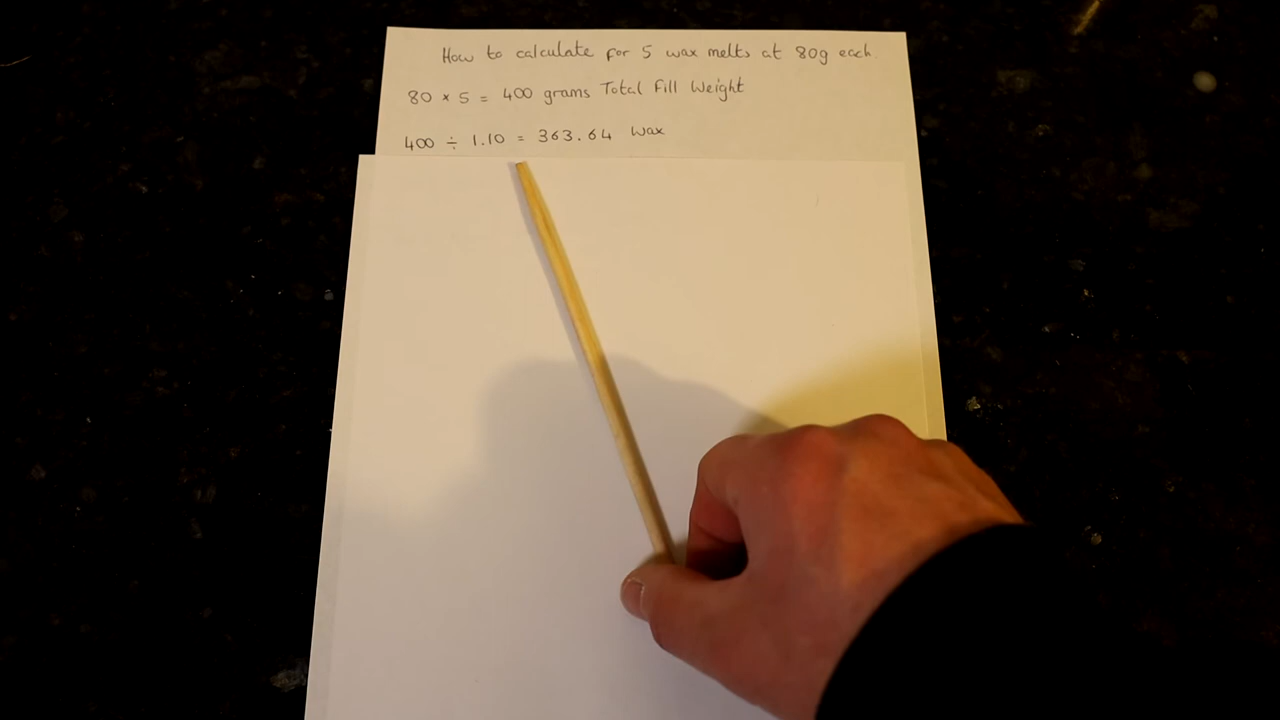 How to calculate for 5 wax melts at 80g each.
80 × 5 = 400 grams Total Fill Weight
400 ÷ 1.10 = 363.64 Wax